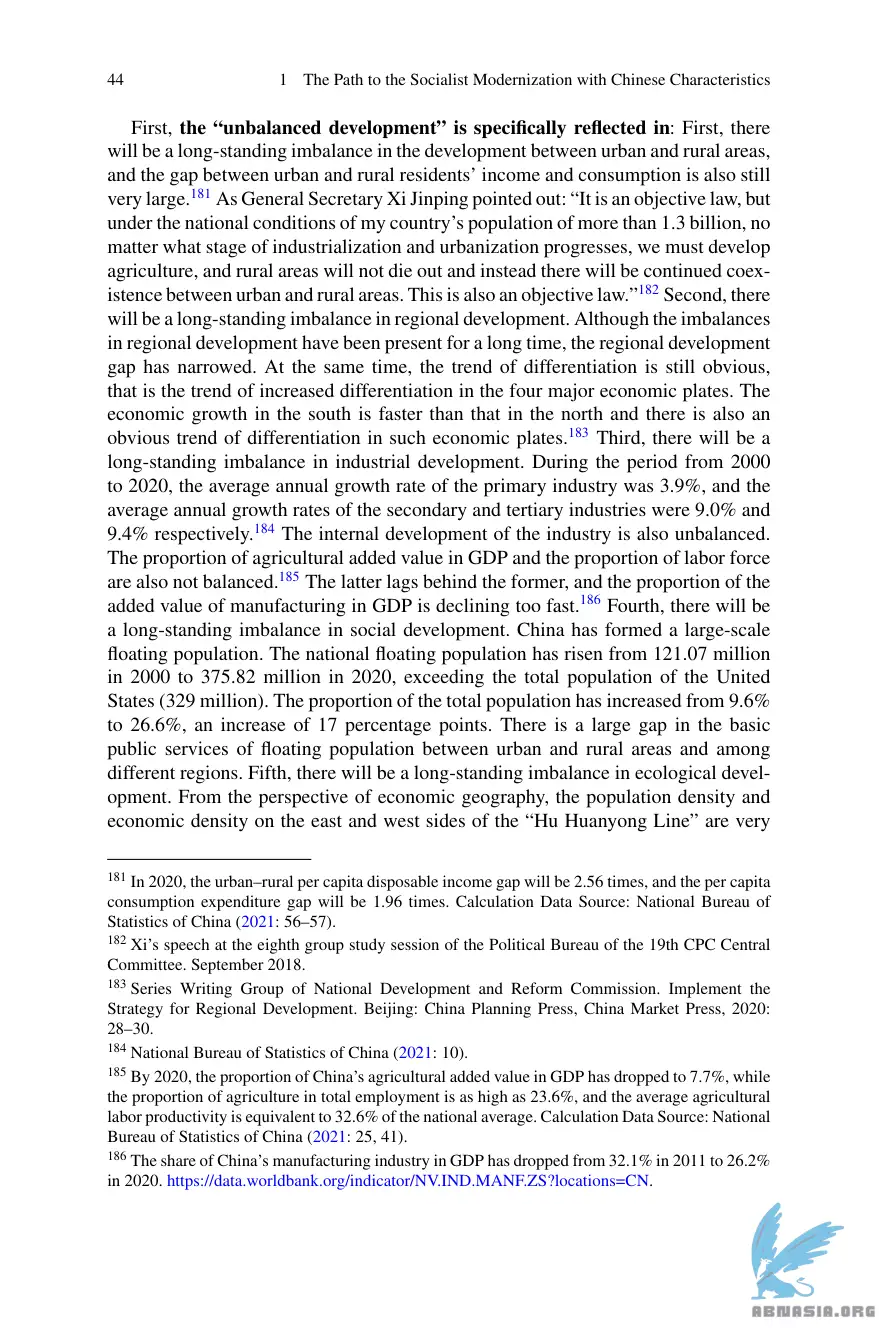 44 1 The Path to the Socialist Modernization with Chinese Characteristics
First, the “unbalanced development” is specifically reflected in: First, there
will be a long-standing imbalance in the development between urban and rural areas,
and the gap between urban and rural residents’ income and consumption is also still
very large.181 As General Secretary Xi Jinping pointed out: “It is an objective law, but
under the national conditions of my country’s population of more than 1.3 billion, no
matter what stage of industrialization and urbanization progresses, we must develop
agriculture, and rural areas will not die out and instead there will be continued coex-
istence between urban and rural areas. This is also an objective law.”182 Second, there
will be a long-standing imbalance in regional development. Although the imbalances
in regional development have been present for a long time, the regional development
gap has narrowed. At the same time, the trend of differentiation is still obvious,
that is the trend of increased differentiation in the four major economic plates. The
economic growth in the south is faster than that in the north and there is also an
obvious trend of differentiation in such economic plates.183 Third, there will be a
long-standing imbalance in industrial development. During the period from 2000
to 2020, the average annual growth rate of the primary industry was 3.9%, and the
average annual growth rates of the secondary and tertiary industries were 9.0% and
9.4% respectively.184 The internal development of the industry is also unbalanced.
The proportion of agricultural added value in GDP and the proportion of labor force
are also not balanced.185 The latter lags behind the former, and the proportion of the
added value of manufacturing in GDP is declining too fast.186 Fourth, there will be
a long-standing imbalance in social development. China has formed a large-scale
floating population. The national floating population has risen from 121.07 million
in 2000 to 375.82 million in 2020, exceeding the total population of the United
States (329 million). The proportion of the total population has increased from 9.6%
to 26.6%, an increase of 17 percentage points. There is a large gap in the basic
public services of floating population between urban and rural areas and among
different regions. Fifth, there will be a long-standing imbalance in ecological devel-
opment. From the perspective of economic geography, the population density and
economic density on the east and west sides of the “Hu Huanyong Line” are very
181 In 2020, the urban–rural per capita disposable income gap will be 2.56 times, and the per capita
consumption expenditure gap will be 1.96 times. Calculation Data Source: National Bureau of
Statistics of China (2021: 56–57).
182 Xi’s speech at the eighth group study session of the Political Bureau of the 19th CPC Central
Committee. September 2018.
183 Series Writing Group of National Development and Reform Commission. Implement the
Strategy for Regional Development. Beijing: China Planning Press, China Market Press, 2020:
28–30.
184 National Bureau of Statistics of China (2021: 10).
185 By 2020, the proportion of China’s agricultural added value in GDP has dropped to 7.7%, while
the proportion of agriculture in total employment is as high as 23.6%, and the average agricultural
labor productivity is equivalent to 32.6% of the national average. Calculation Data Source: National
Bureau of Statistics of China (2021: 25, 41).
186 The share of China’s manufacturing industry in GDP has dropped from 32.1% in 2011 to 26.2%
in 2020. https://data.worldbank.org/indicator/NV.IND.MANF.ZS?locations=CN.
ABNASIA.ORG